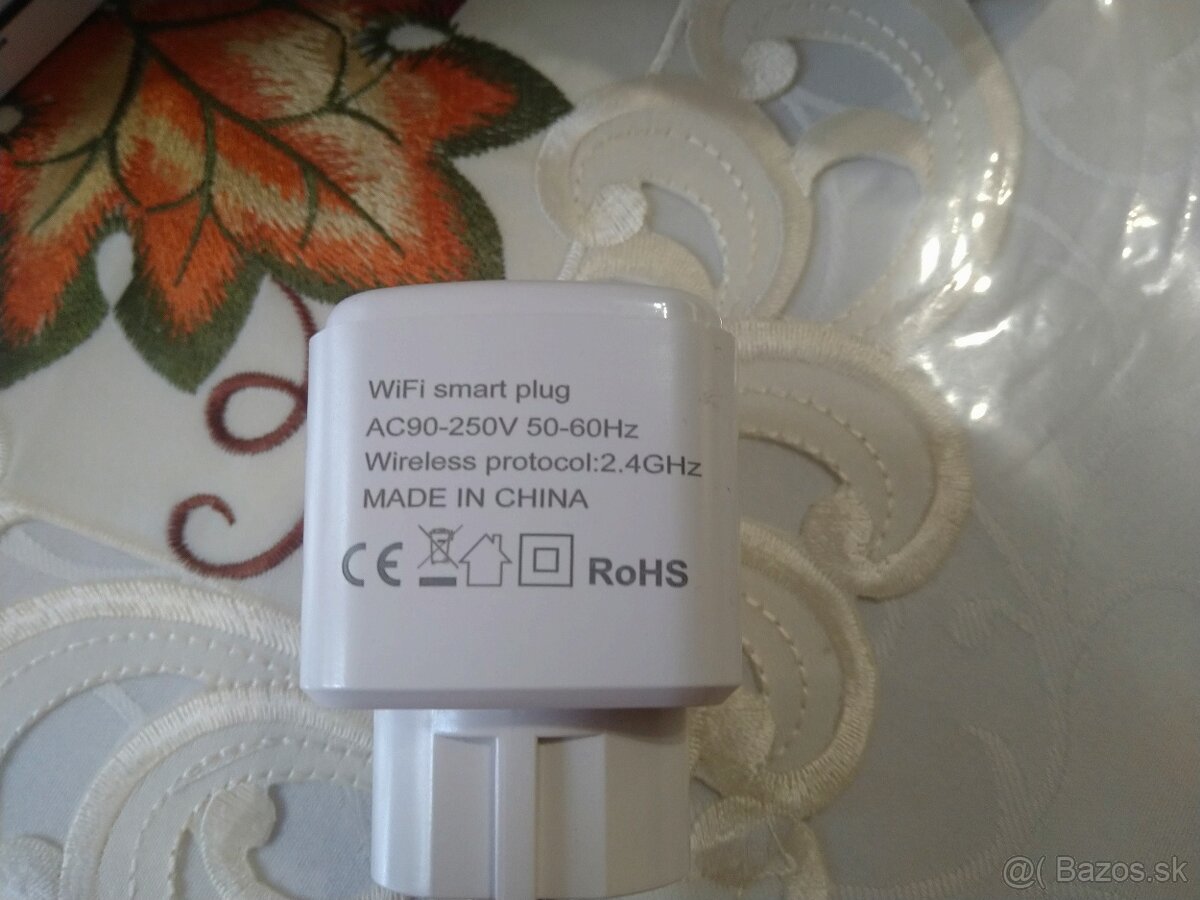 WiFi smart plug
AC90-250V 50-60Hz
Wireless protocol:2.4GHz
MADE IN CHINA
CE RoHS
@( Bazos.sk